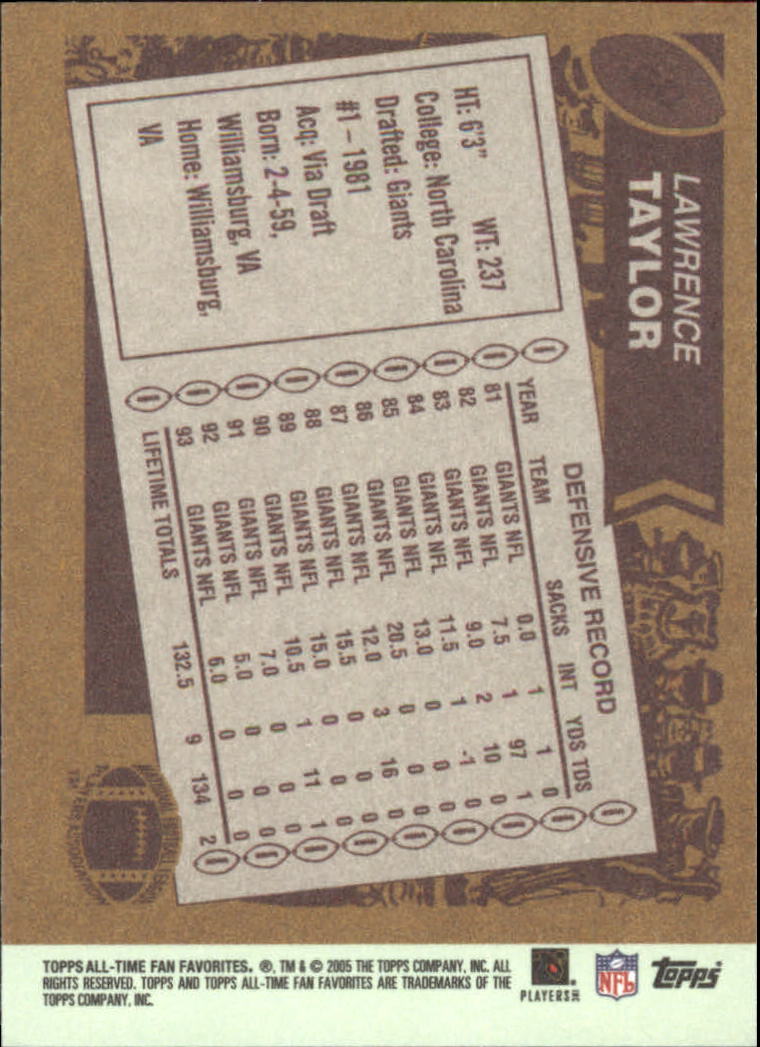 LAWRENCE
TAYLOR
HT: 6'3" WT: 237
College: North Carolina
Drafted: Giants
#1 – 1981
Acq: Via Draft
Born: 2-4-59,
Williamsburg, VA
Home: Williamsburg,
VA
DEFENSIVE RECORD
YEAR TEAM SACKS INT YDS TDS
81 GIANTS NFL 0.0 1 1 0
82 GIANTS NFL 7.5 1 97 1
83 GIANTS NFL 9.0 2 10 0
84 GIANTS NFL 11.5 1 -1 0
85 GIANTS NFL 13.0 0 0 0
86 GIANTS NFL 20.5 0 0 0
87 GIANTS NFL 12.0 3 16 0
88 GIANTS NFL 15.5 0 0 0
89 GIANTS NFL 15.0 0 0 0
90 GIANTS NFL 10.5 1 11 1
91 GIANTS NFL 7.0 0 0 0
92 GIANTS NFL 5.0 0 0 0
93 GIANTS NFL 6.0 0 0 0
LIFETIME TOTALS 132.5 9 134 2
TOPPS ALL-TIME FAN FAVORITES. ®, TM & © 2005 THE TOPPS COMPANY, INC. ALL
RIGHTS RESERVED. TOPPS AND TOPPS ALL-TIME FAN FAVORITES ARE TRADEMARKS OF THE
TOPPS COMPANY, INC.
PLAYERS INC
NFL
Topps